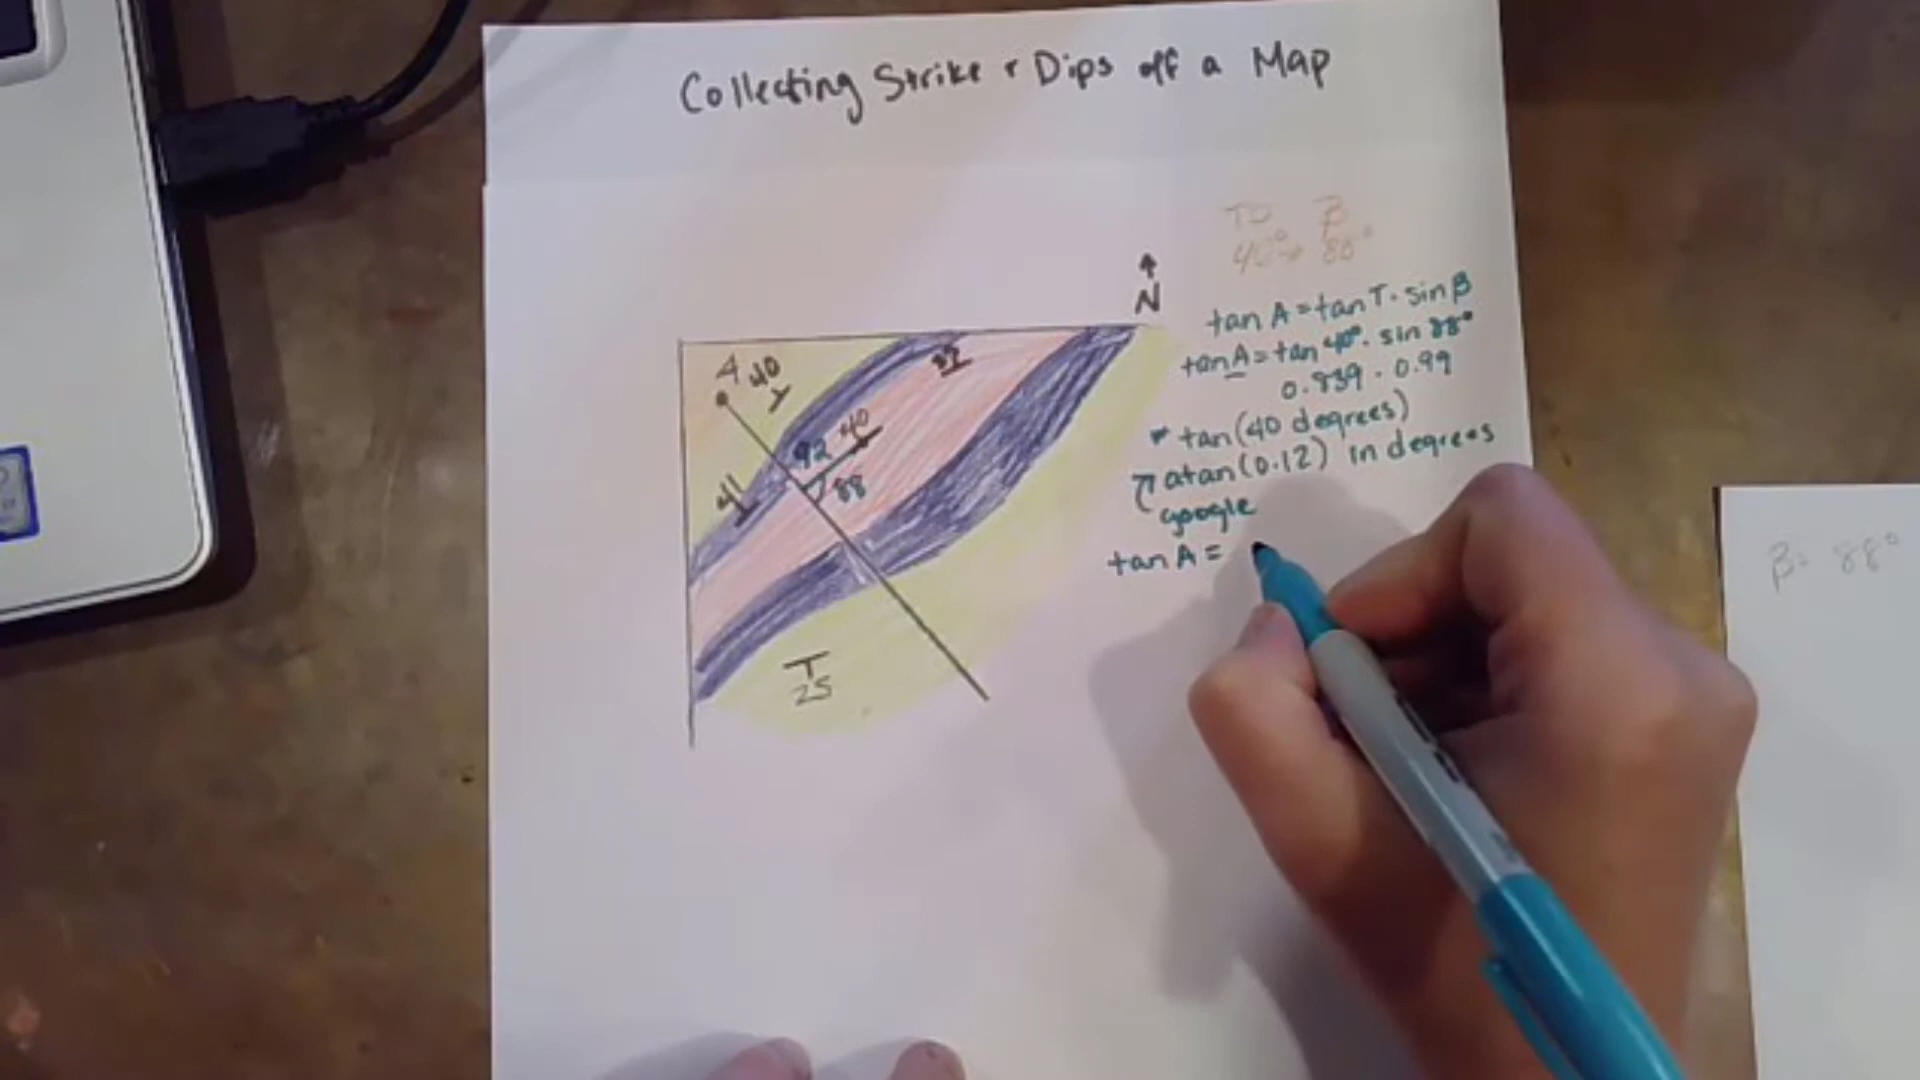 Collecting Strike & Dips off a Map
TD β
40° → 88°
N
tan A = tan T · sin β
tan A = tan 40° · sin 88°
0.839 · 0.99
tan(40 degrees)
atan(0.12) in degrees
google
tan A =
A 40
39
92 40
88
41
25
β = 88°